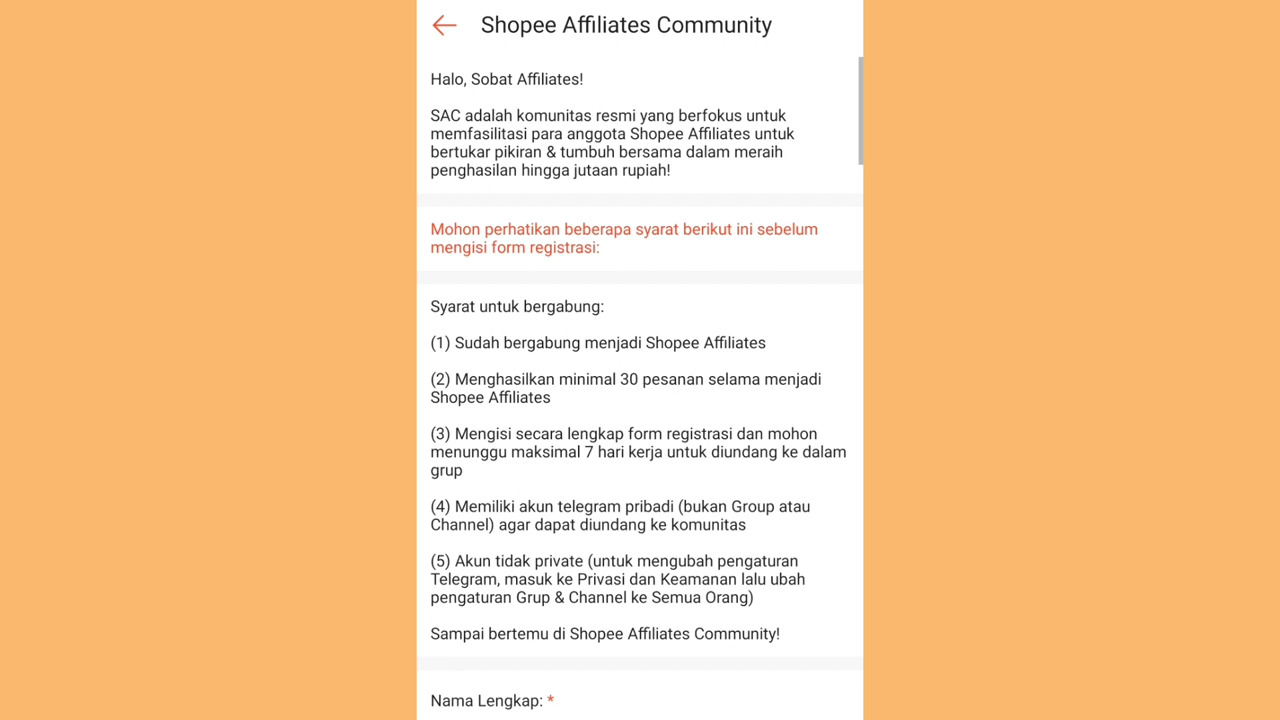 Shopee Affiliates Community
Halo, Sobat Affiliates!
SAC adalah komunitas resmi yang berfokus untuk
memfasilitasi para anggota Shopee Affiliates untuk
bertukar pikiran & tumbuh bersama dalam meraih
penghasilan hingga jutaan rupiah!
Mohon perhatikan beberapa syarat berikut ini sebelum
mengisi form registrasi:
Syarat untuk bergabung:
(1) Sudah bergabung menjadi Shopee Affiliates
(2) Menghasilkan minimal 30 pesanan selama menjadi
Shopee Affiliates
(3) Mengisi secara lengkap form registrasi dan mohon
menunggu maksimal 7 hari kerja untuk diundang ke dalam
grup
(4) Memiliki akun telegram pribadi (bukan Group atau
Channel) agar dapat diundang ke komunitas
(5) Akun tidak private (untuk mengubah pengaturan
Telegram, masuk ke Privasi dan Keamanan lalu ubah
pengaturan Grup & Channel ke Semua Orang)
Sampai bertemu di Shopee Affiliates Community!
Nama Lengkap: *